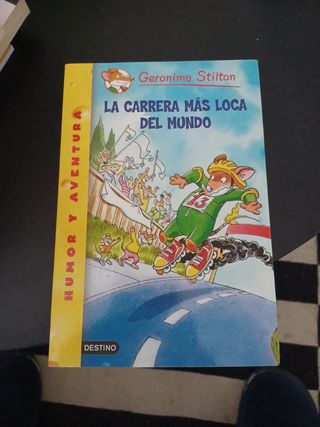 Geronimo Stilton
LA CARRERA MÁS LOCA
DEL MUNDO
HUMOR Y AVENTURA
13
DESTINO